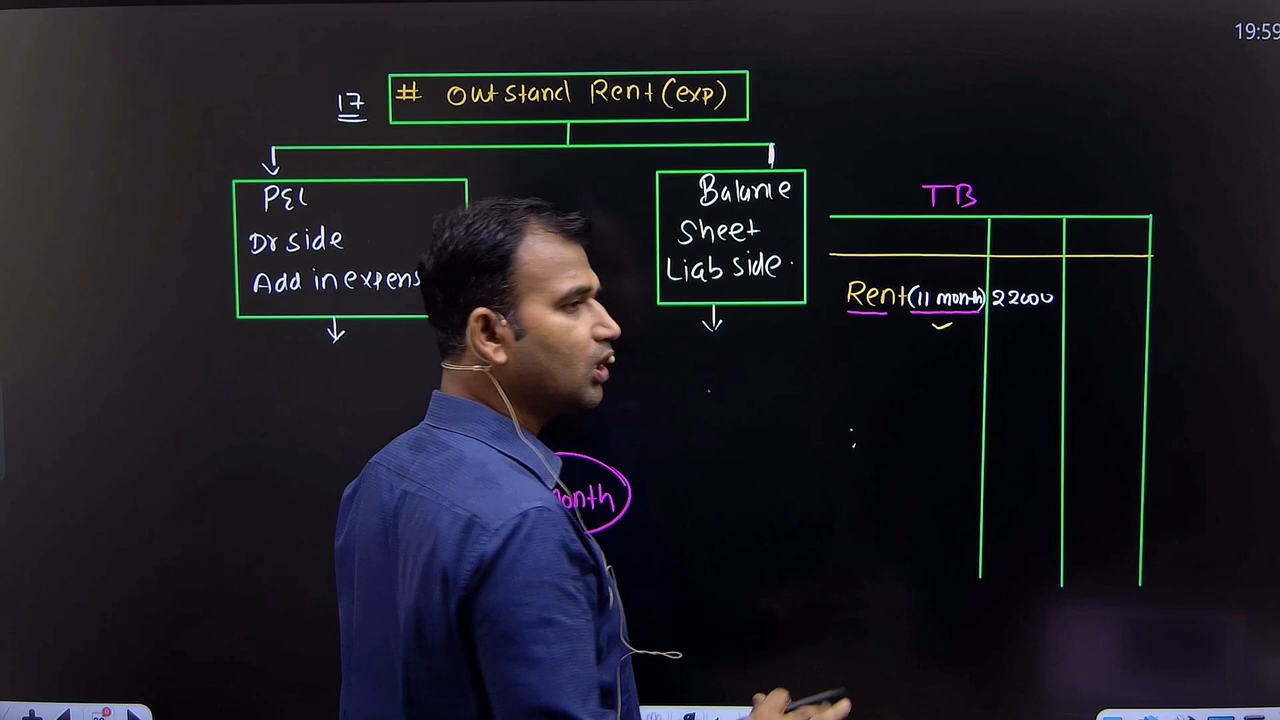 19:59
17 # Outstand Rent (exp)
P&L
Dr side
Add in expens
Balance
Sheet
Liab side.
TB
Rent (11 month) 22000
onth